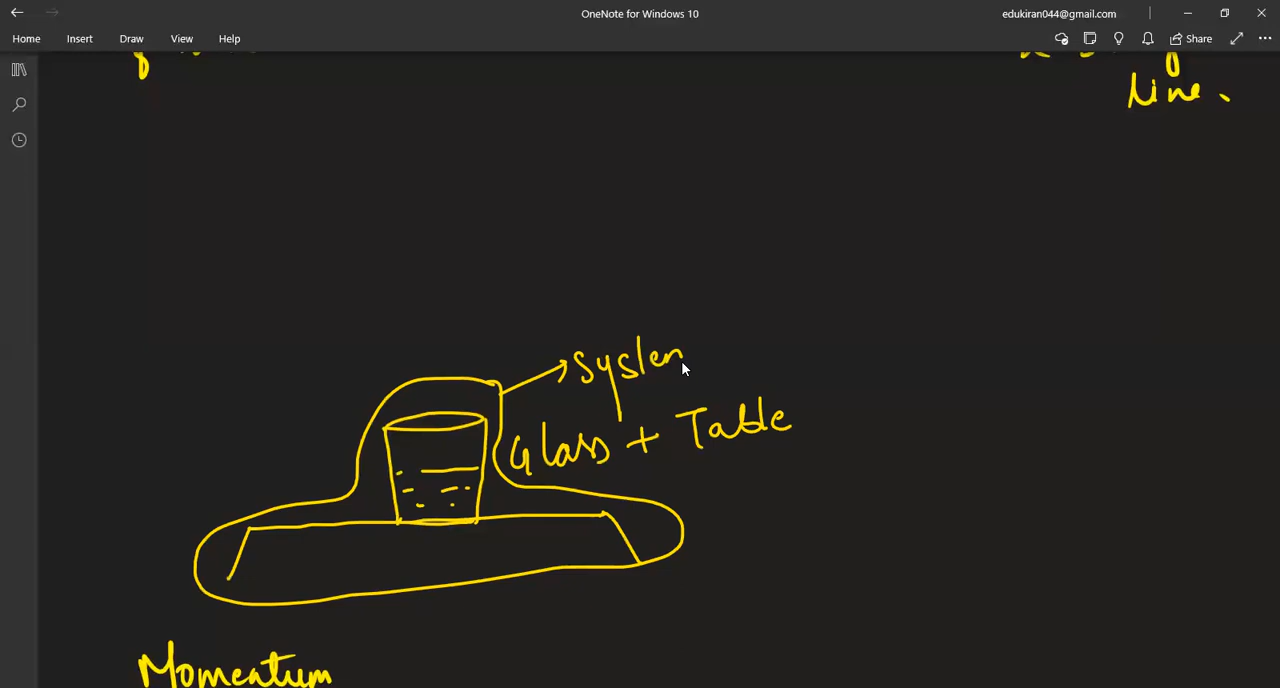 OneNote for Windows 10
edukiran044@gmail.com
Home Insert Draw View Help
Share
Line.
System
Glass + Table
Momentum